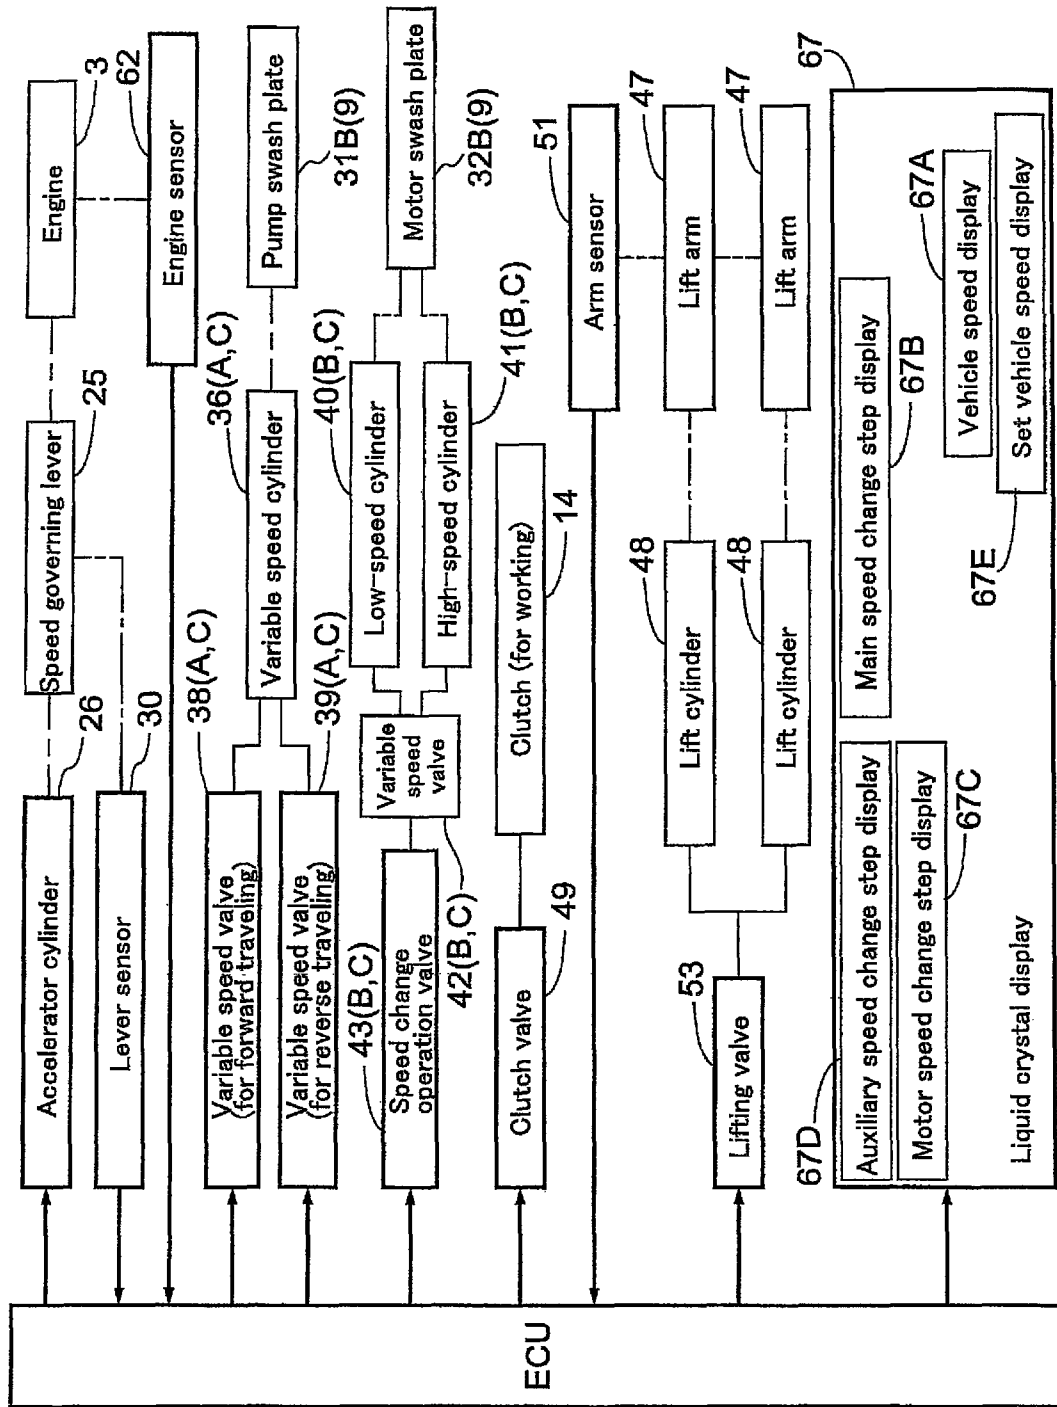 ECU
Accelerator cylinder
26
Speed governing lever
25
Engine
3
Lever sensor
30
Engine sensor
62
Variable speed valve
(for forward traveling)
38(A,C)
Variable speed valve
(for reverse traveling)
39(A,C)
Variable speed cylinder
36(A,C)
Pump swash plate
31B(9)
Speed change
operation valve
43(B,C)
Variable
speed
valve
42(B,C)
Low-speed cylinder
40(B,C)
High-speed cylinder
41(B,C)
Motor swash plate
32B(9)
Clutch valve
49
Clutch (for working)
14
Arm sensor
51
Lifting valve
53
Lift cylinder
48
Lift cylinder
48
Lift arm
47
Lift arm
47
67
Auxiliary speed change step display
67D
Motor speed change step display
67C
Main speed change step display
67B
Vehicle speed display
67A
Set vehicle speed display
67E
Liquid crystal display